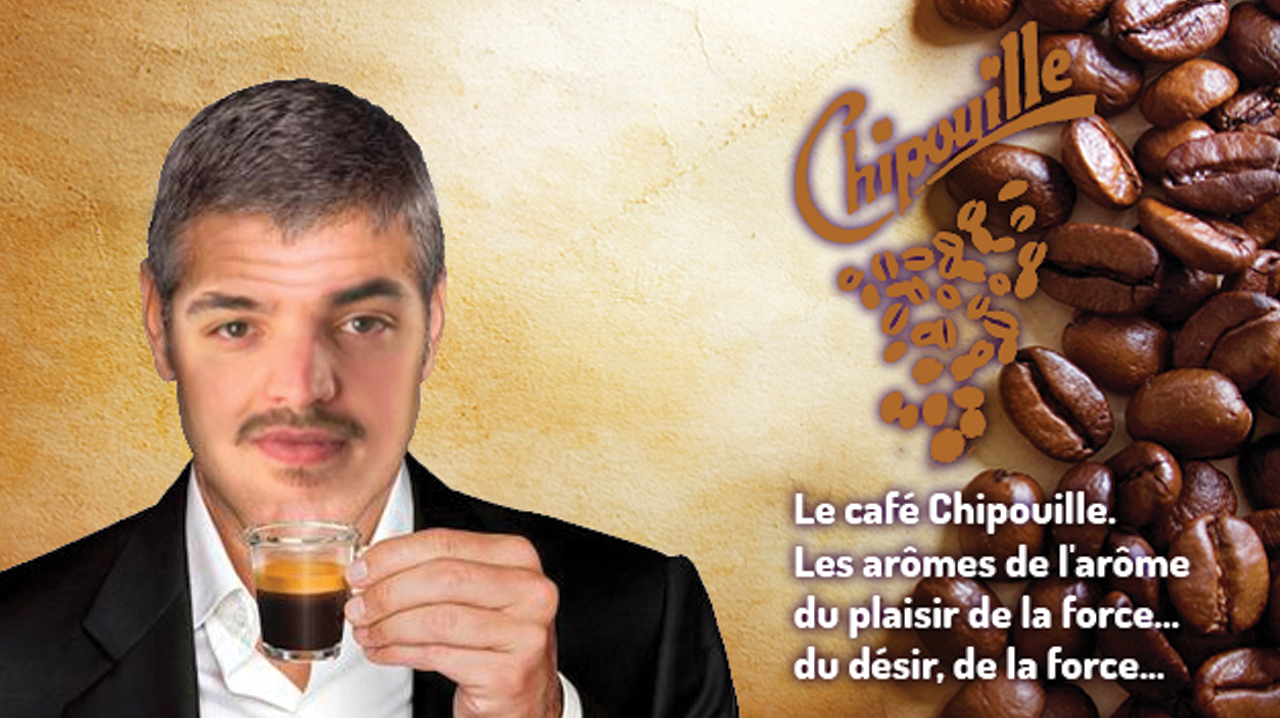 Chipouille
Le café Chipouille.
Les arômes de l'arôme
du plaisir de la force...
du désir, de la force...